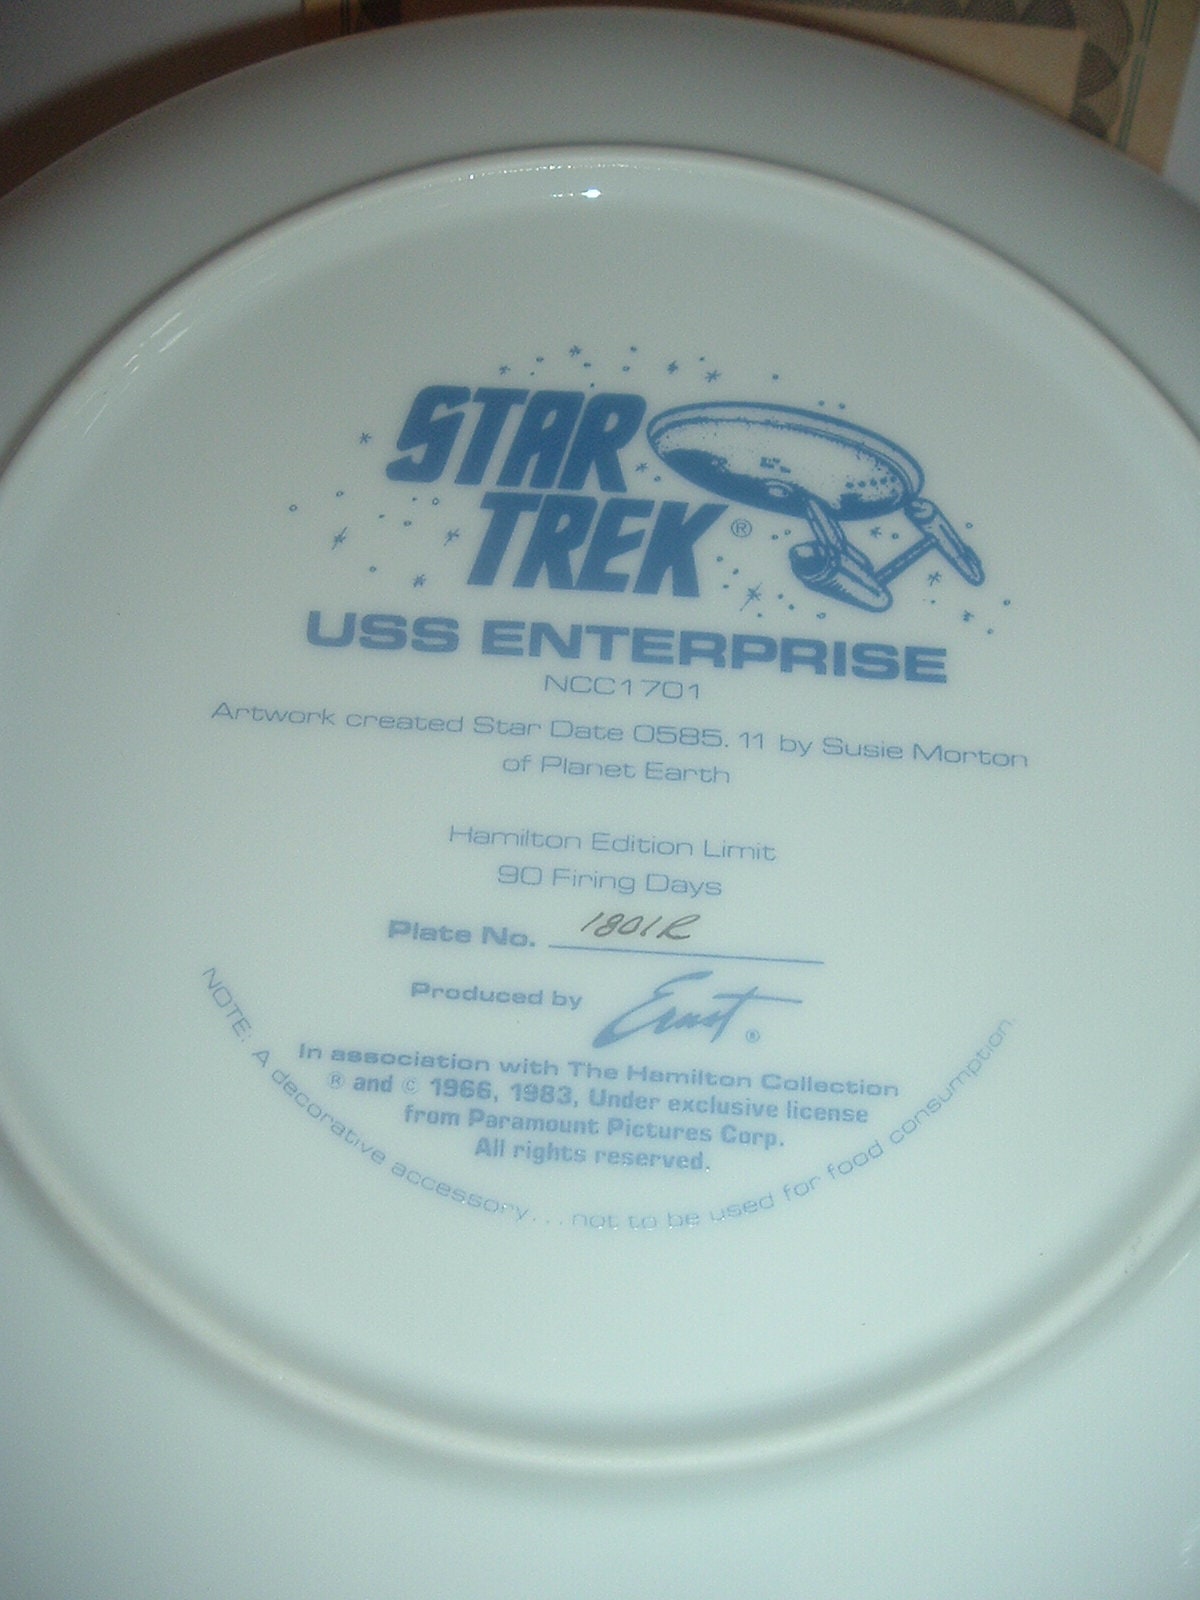 STAR
TREK®
USS ENTERPRISE
NCC1701
Artwork created Star Date 0585. 11 by Susie Morton
of Planet Earth
Hamilton Edition Limit
90 Firing Days
Plate No. 1801R
Produced by Ernst®
In association with The Hamilton Collection
® and © 1966, 1983, Under exclusive license
from Paramount Pictures Corp.
All rights reserved.
NOTE: A decorative accessory... not to be used for food consumption.